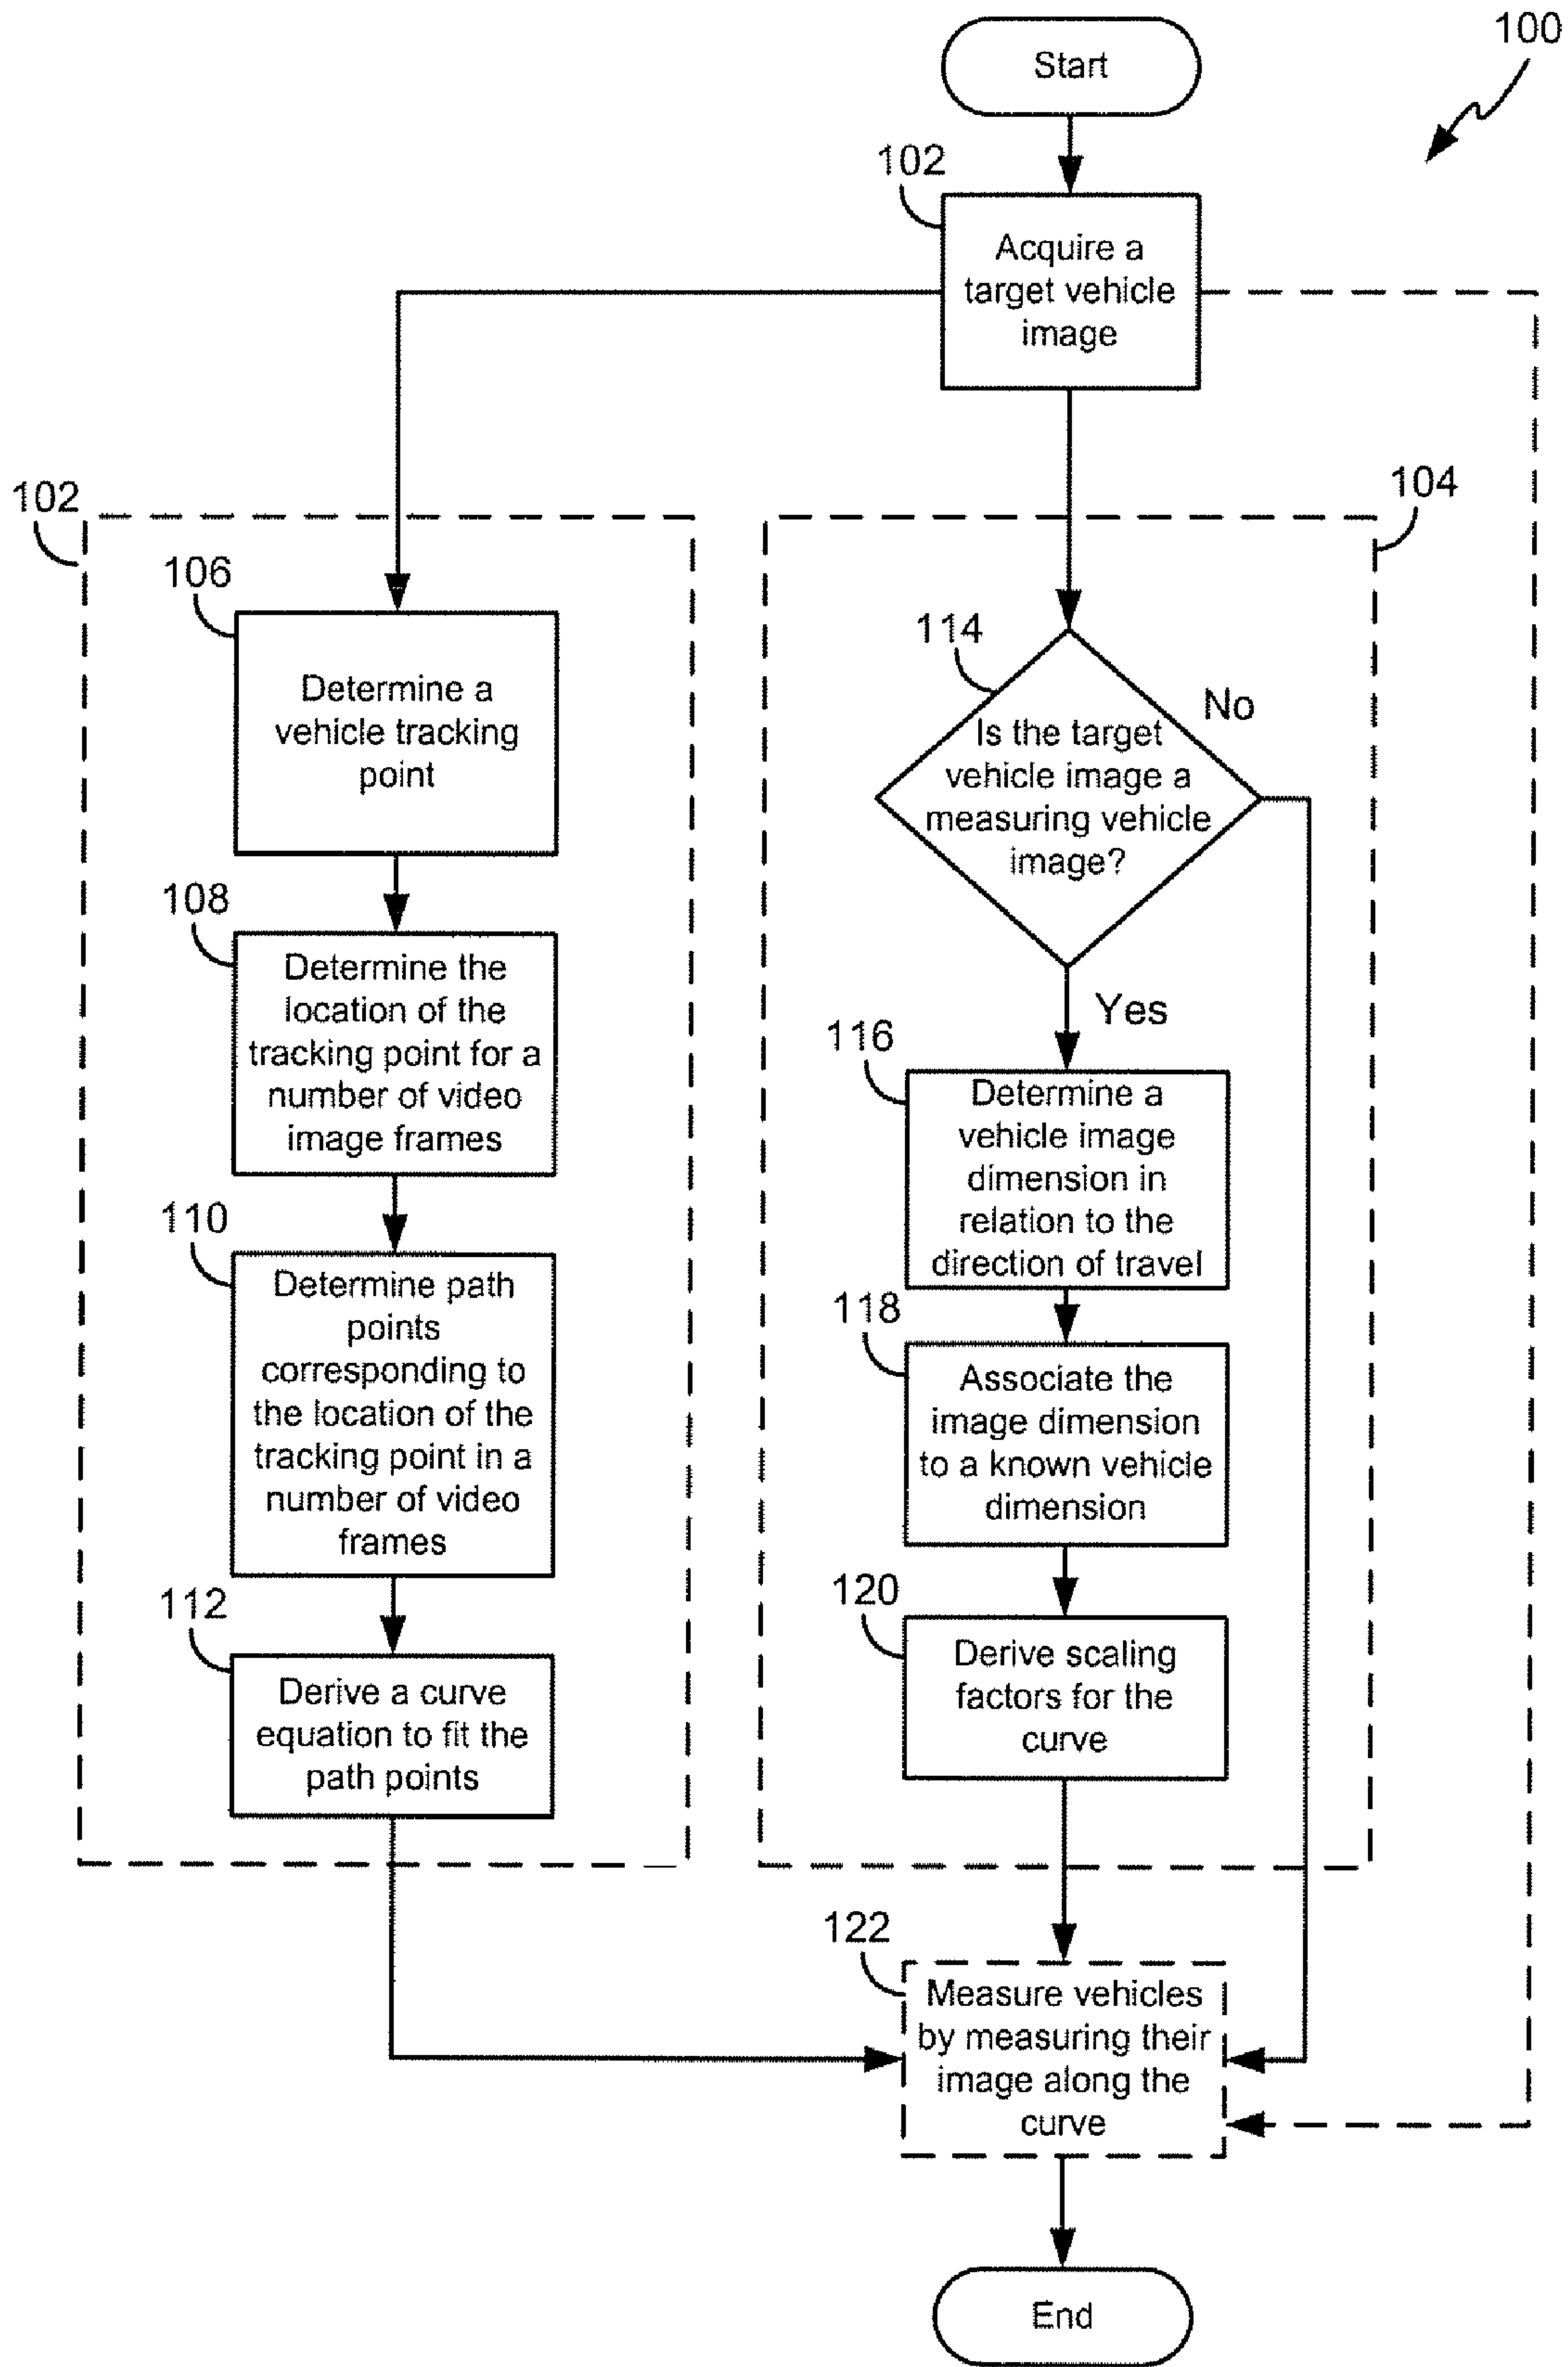 100
Start
102
Acquire a
target vehicle
image
102
104
106
Determine a
vehicle tracking
point
108
Determine the
location of the
tracking point for a
number of video
image frames
110
Determine path
points
corresponding to
the location of the
tracking point in a
number of video
frames
112
Derive a curve
equation to fit the
path points
114
No
Is the target
vehicle image a
measuring vehicle
image?
Yes
116
Determine a
vehicle image
dimension in
relation to the
direction of travel
118
Associate the
image dimension
to a known vehicle
dimension
120
Derive scaling
factors for the
curve
122
Measure vehicles
by measuring their
image along the
curve
End